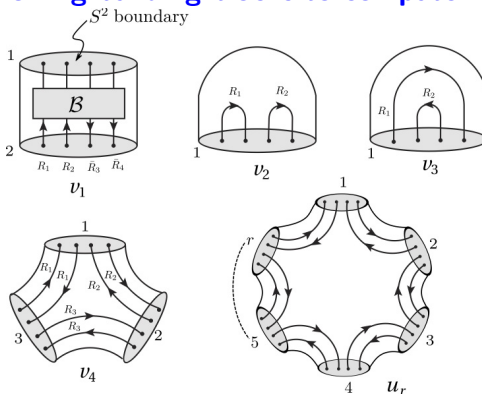 S² boundary
1
B
2
R₁ R₂ R̄₃ R̄₄
v₁
R₁ R₂
1
v₂
R₁ R₂
1
v₃
1
R₁ R₁ R₂ R₂
R₃
R₃
3 2
v₄
1
r 2
5 3
4
uᵣ